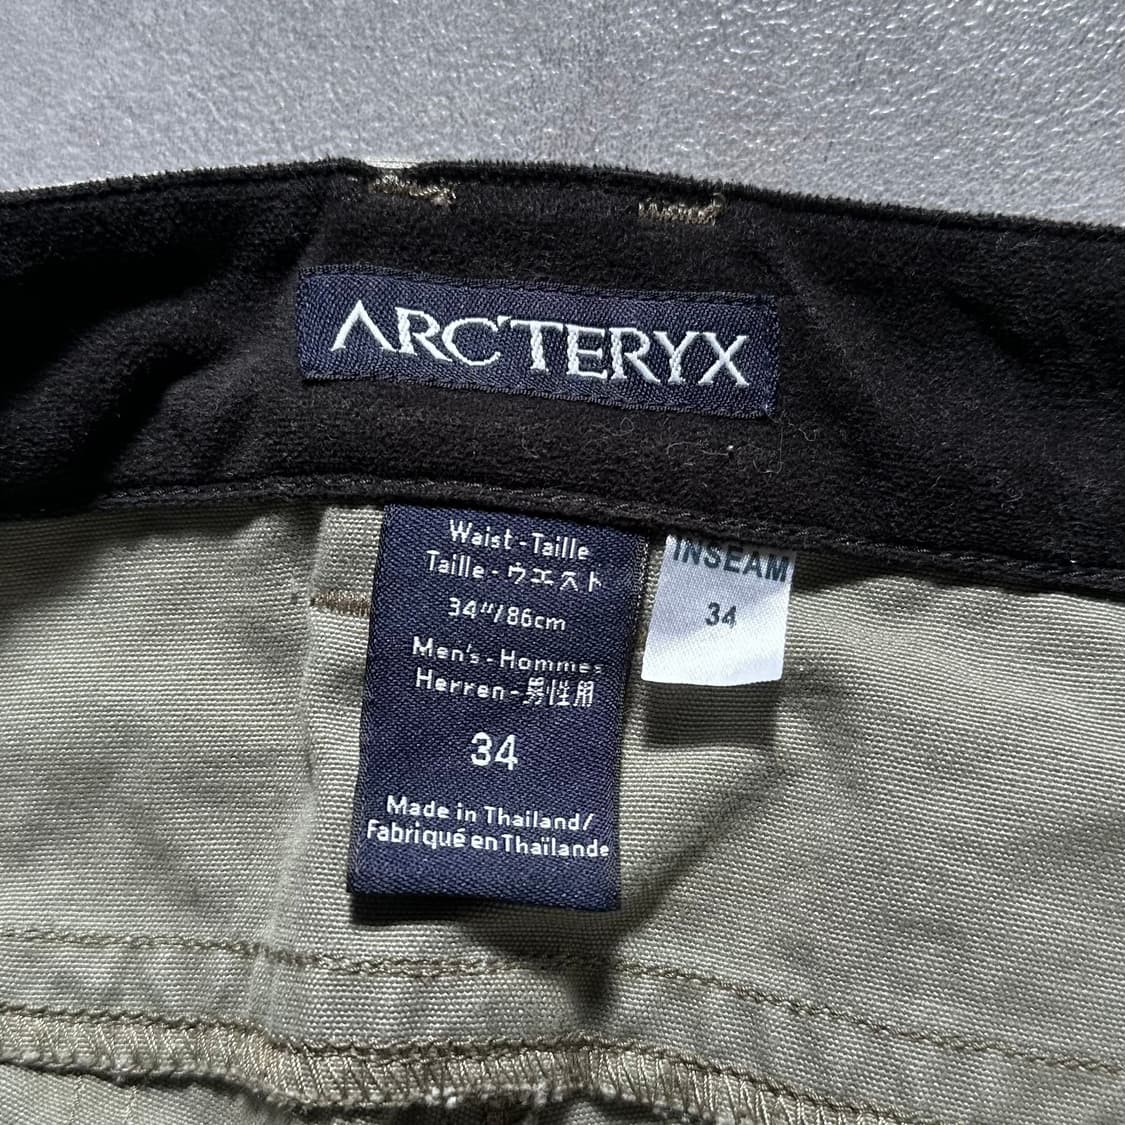 ARC'TERYX
Waist-Taille
Taille-ウエスト
34"/86cm
Men's-Hommes
Herren-男性用
34
Made in Thailand/
Fabriqué en Thaïlande
INSEAM
34